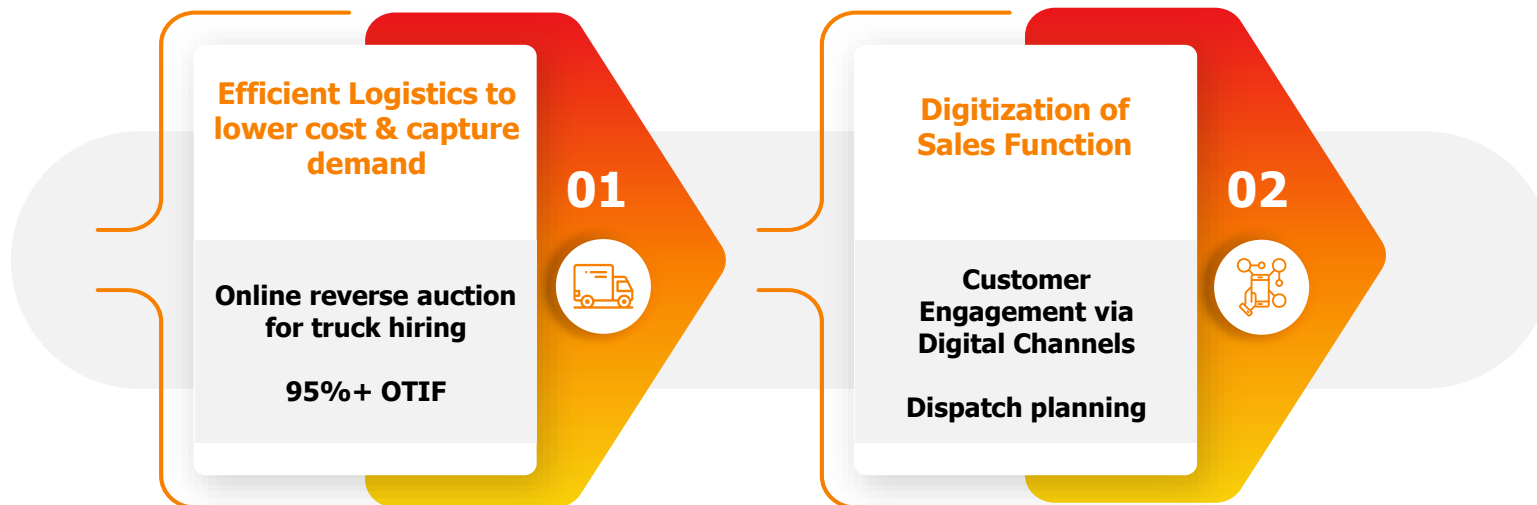 Efficient Logistics to
lower cost & capture
demand
01
Online reverse auction
for truck hiring
95%+ OTIF
Digitization of
Sales Function
02
Customer
Engagement via
Digital Channels
Dispatch planning